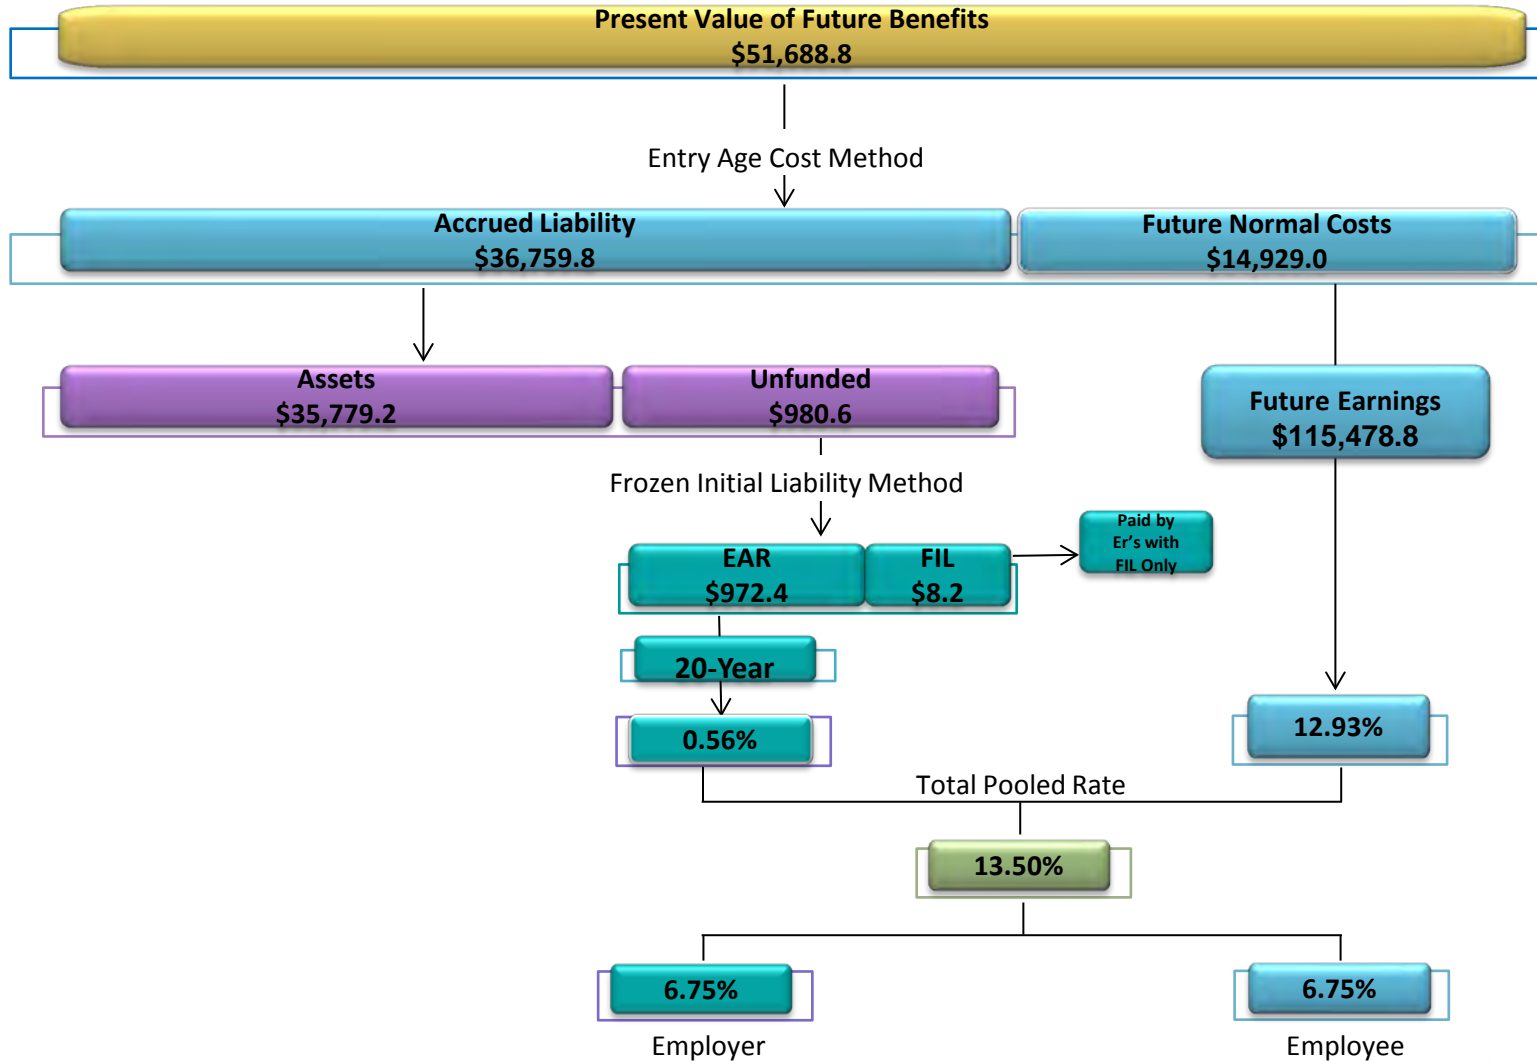 Present Value of Future Benefits
$51,688.8
Entry Age Cost Method
Accrued Liability
$36,759.8
Future Normal Costs
$14,929.0
Assets
$35,779.2
Unfunded
$980.6
Future Earnings
$115,478.8
Frozen Initial Liability Method
EAR
$972.4
FIL
$8.2
Paid by
Er's with
FIL Only
20-Year
0.56%
12.93%
Total Pooled Rate
13.50%
6.75%
Employer
6.75%
Employee